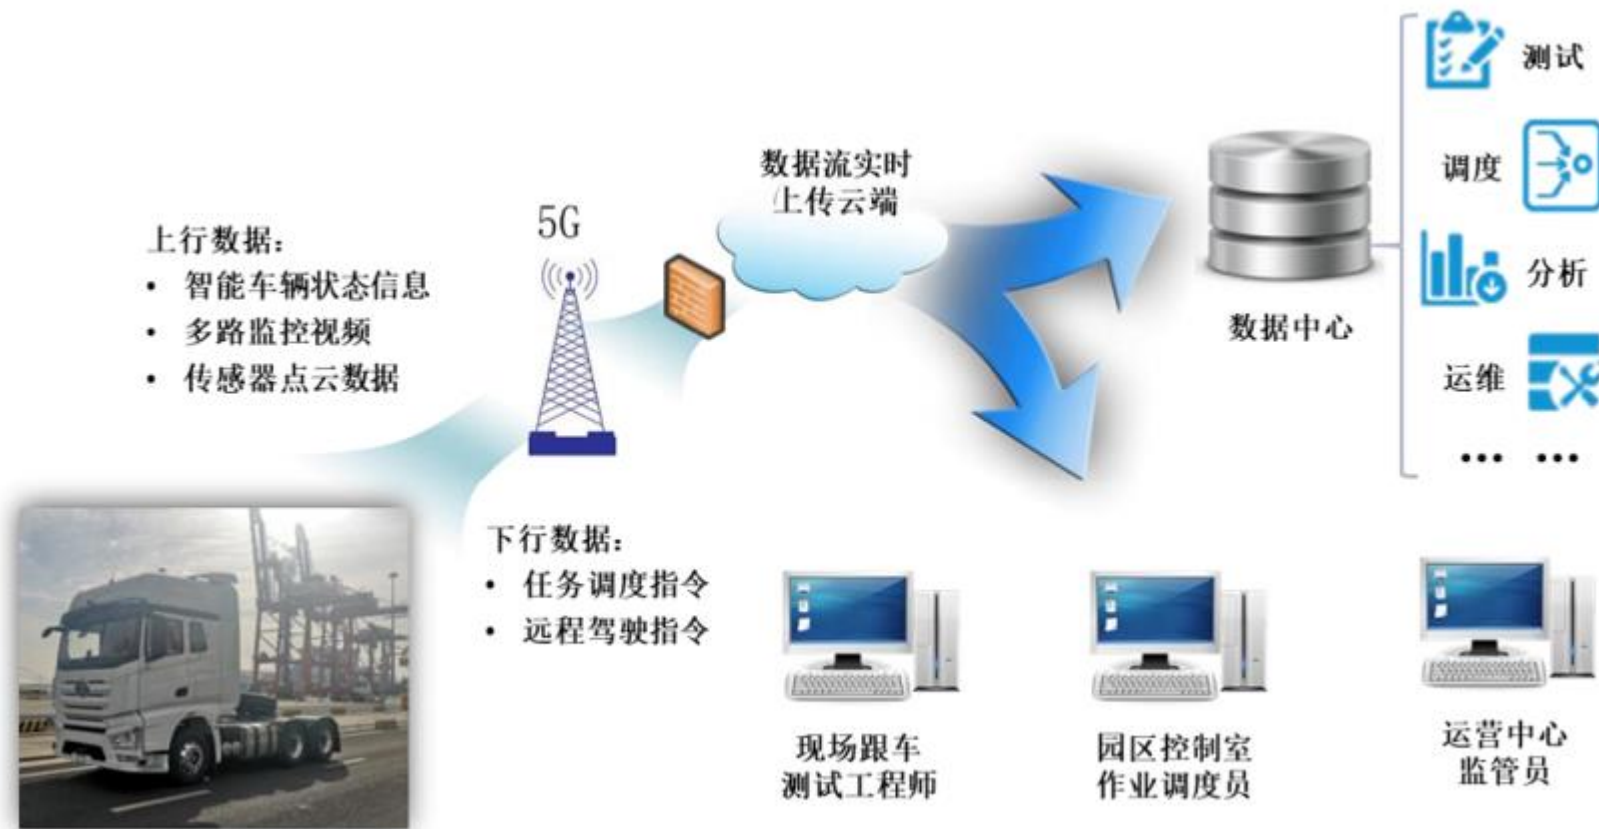 测试
数据流实时
上传云端
调度
5G
上行数据：
• 智能车辆状态信息
• 多路监控视频
• 传感器点云数据
分析
数据中心
运维
••• •••
下行数据：
• 任务调度指令
• 远程驾驶指令
现场跟车
测试工程师
园区控制室
作业调度员
运营中心
监管员